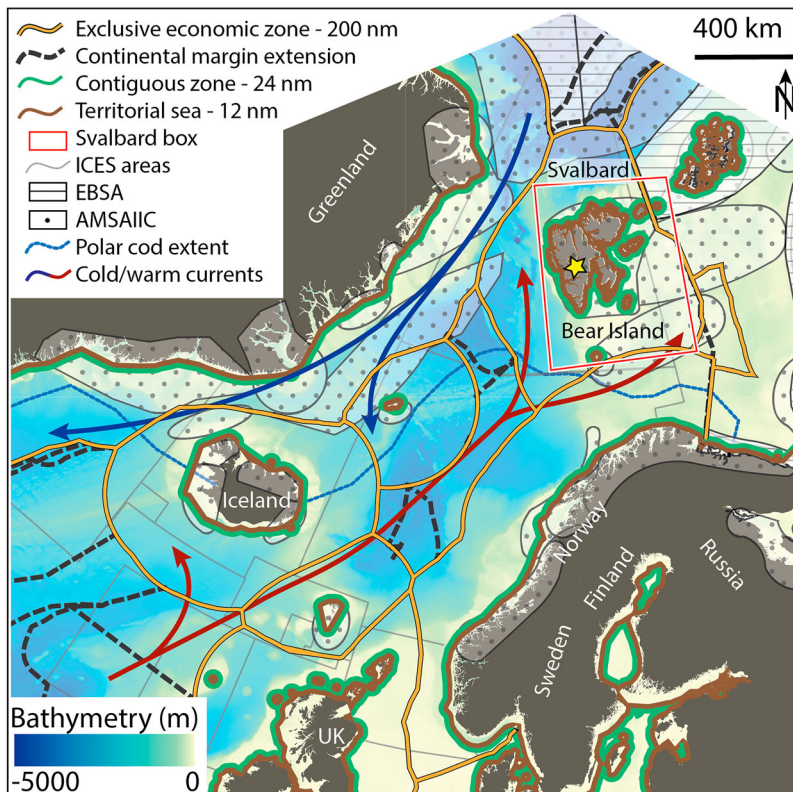 Exclusive economic zone - 200 nm
Continental margin extension
Contiguous zone - 24 nm
Territorial sea - 12 nm
Svalbard box
ICES areas
EBSA
AMSAIIC
Polar cod extent
Cold/warm currents
400 km
N
Greenland
Svalbard
Bear Island
Iceland
Norway
Finland
Russia
Sweden
UK
Bathymetry (m)
-5000 0